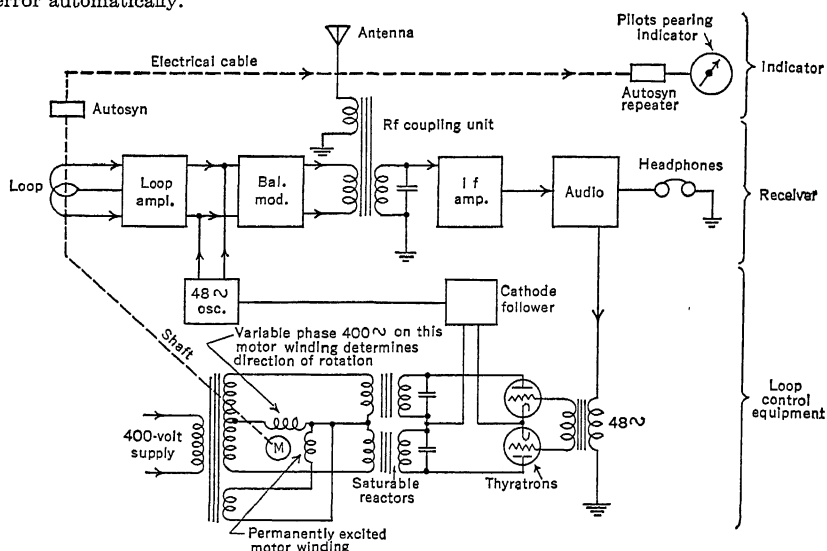 error automatically.
Antenna
Pilots pearing
indicator
Electrical cable
Indicator
Autosyn
Autosyn
repeater
Rf coupling unit
Loop
Loop
ampl.
Bal.
mod.
I f
amp.
Audio
Headphones
Receiver
48~
osc.
Cathode
follower
Shaft
Variable phase 400~ on this
motor winding determines
direction of rotation
Loop
control
equipment
400-volt
supply
M
48~
Saturable
reactors
Thyratrons
Permanently excited
motor winding